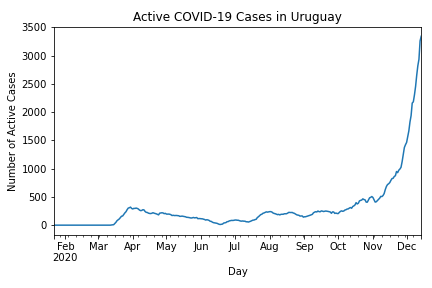 Active COVID-19 Cases in Uruguay
3500
3000
2500
2000
1500
1000
500
0
Number of Active Cases
Feb Mar Apr May Jun Jul Aug Sep Oct Nov Dec
2020
Day